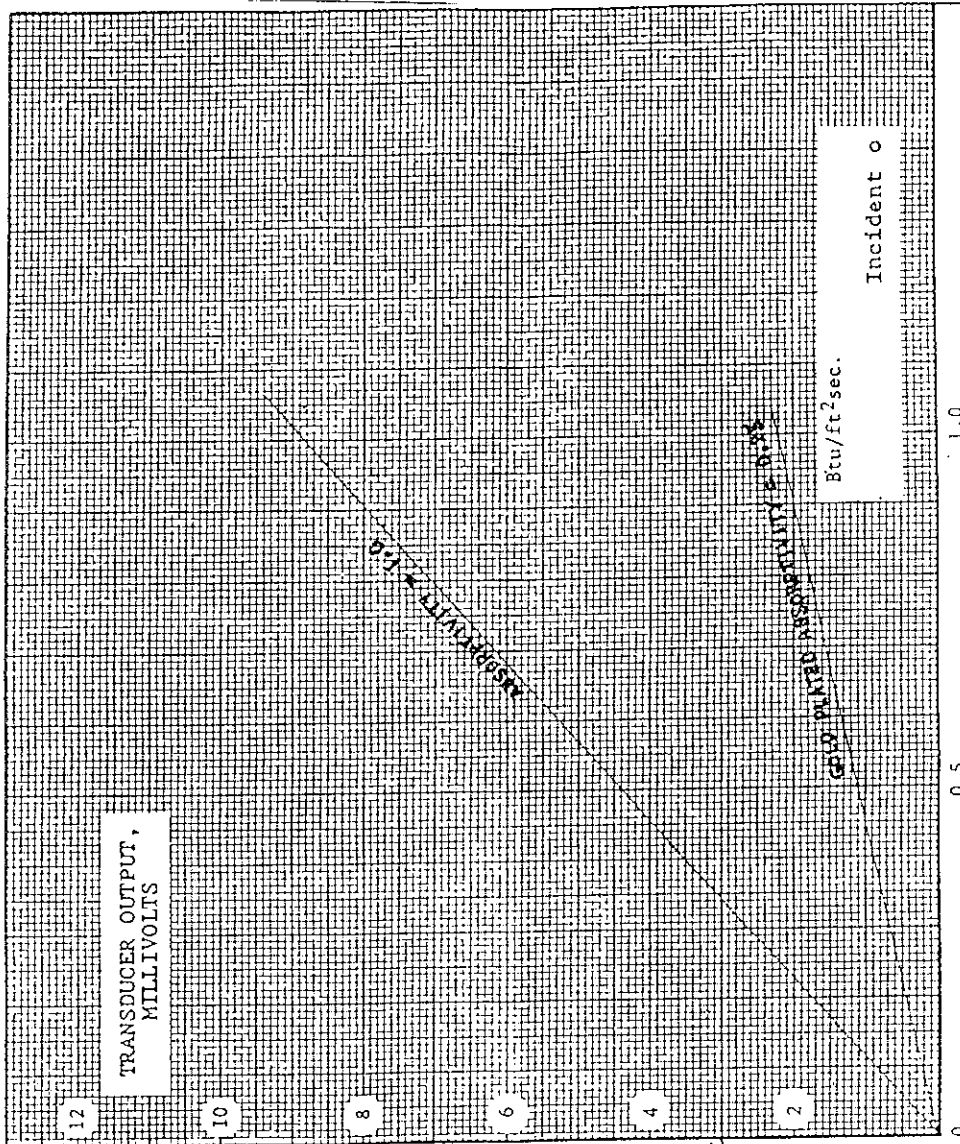 TRANSDUCER OUTPUT,
MILLIVOLTS
12
10
8
6
4
2
0
0.5
1.0
ABSORPTIVITY = 1.0
GOLD PLATED ABSORPTIVITY =
Btu/ft²sec.
Incident